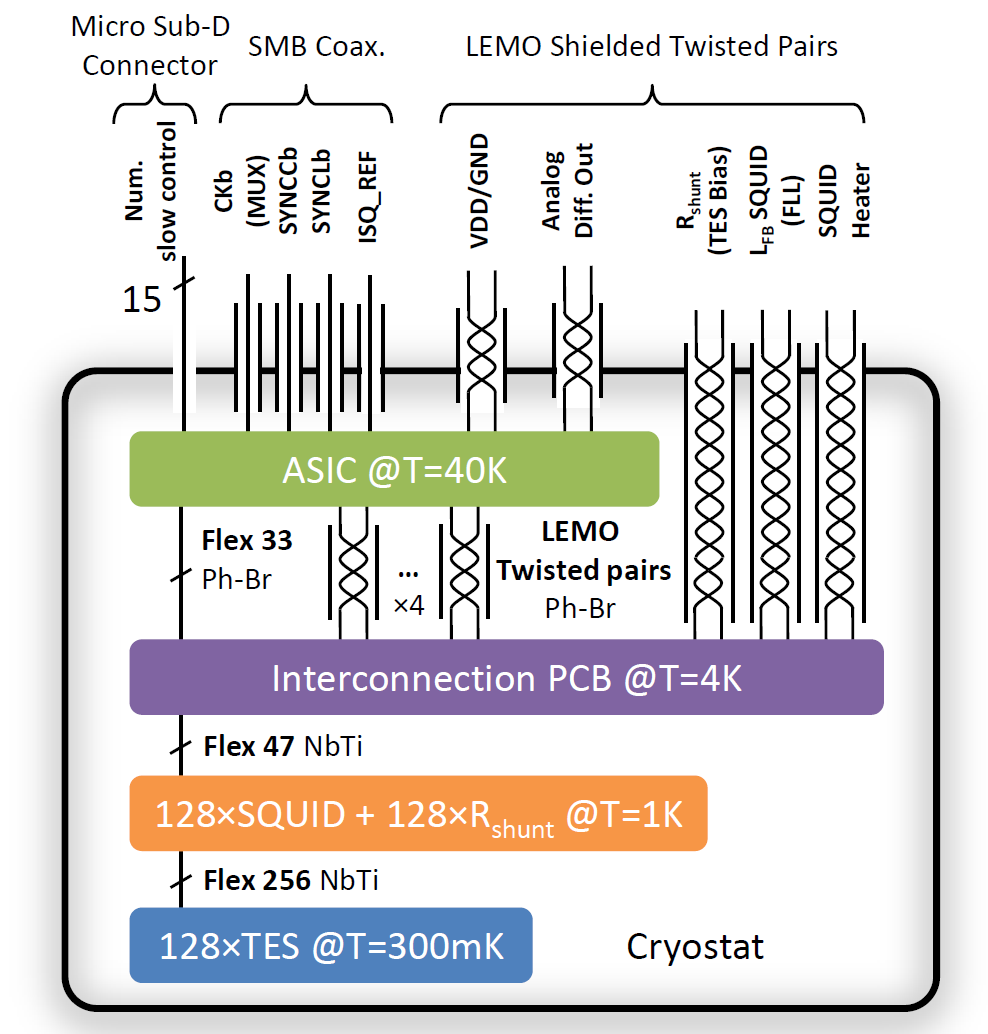 Micro Sub-D
Connector
SMB Coax.
LEMO Shielded Twisted Pairs
Num.
slow control
CKb
(MUX)
SYNCCb
SYNCLb
ISQ_REF
VDD/GND
Analog
Diff. Out
Rshunt
(TES Bias)
LFB SQUID
(FLL)
SQUID
Heater
15
ASIC @T=40K
Flex 33
Ph-Br
...
×4
LEMO
Twisted pairs
Ph-Br
Interconnection PCB @T=4K
Flex 47 NbTi
128×SQUID + 128×Rshunt @T=1K
Flex 256 NbTi
128×TES @T=300mK
Cryostat